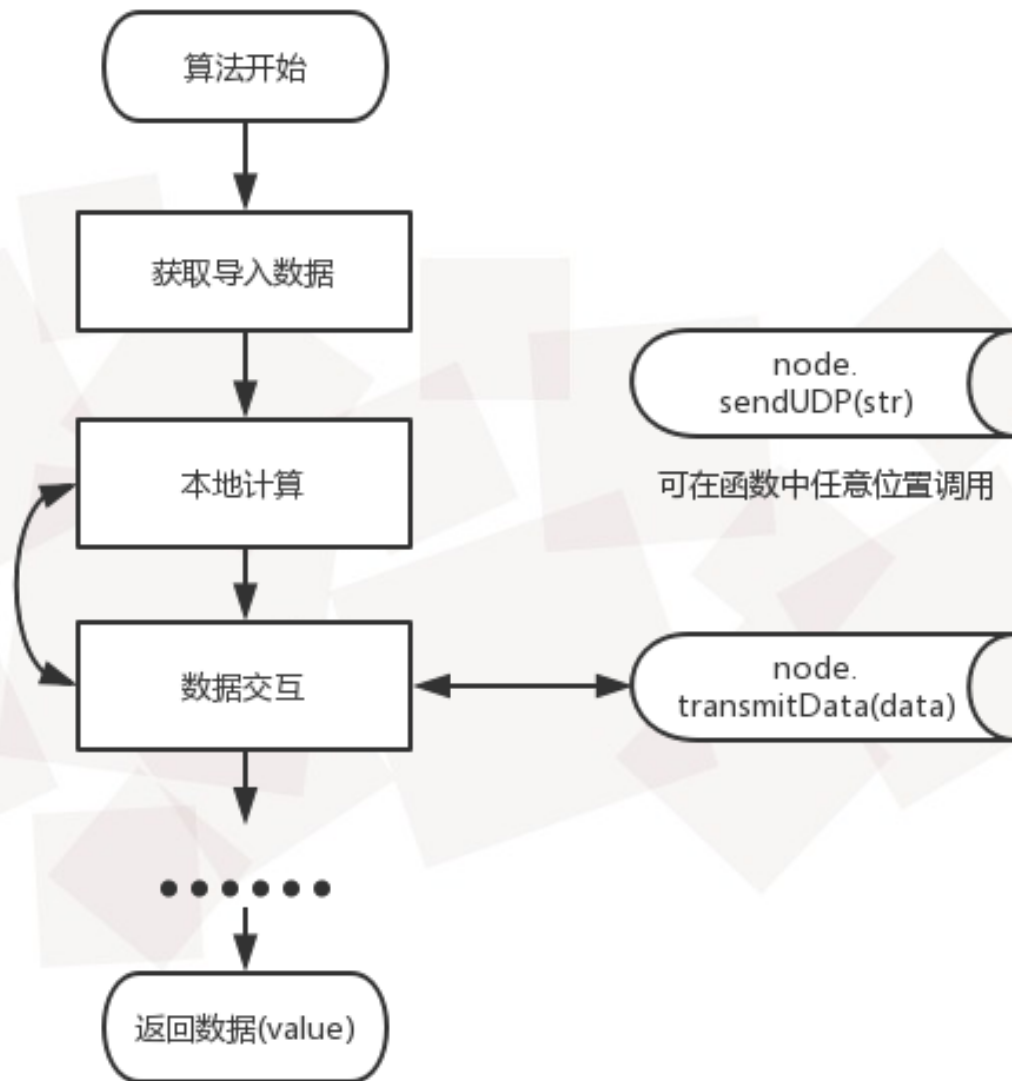 算法开始
获取导入数据
node.
sendUDP(str)
本地计算
可在函数中任意位置调用
数据交互
node.
transmitData(data)
返回数据(value)